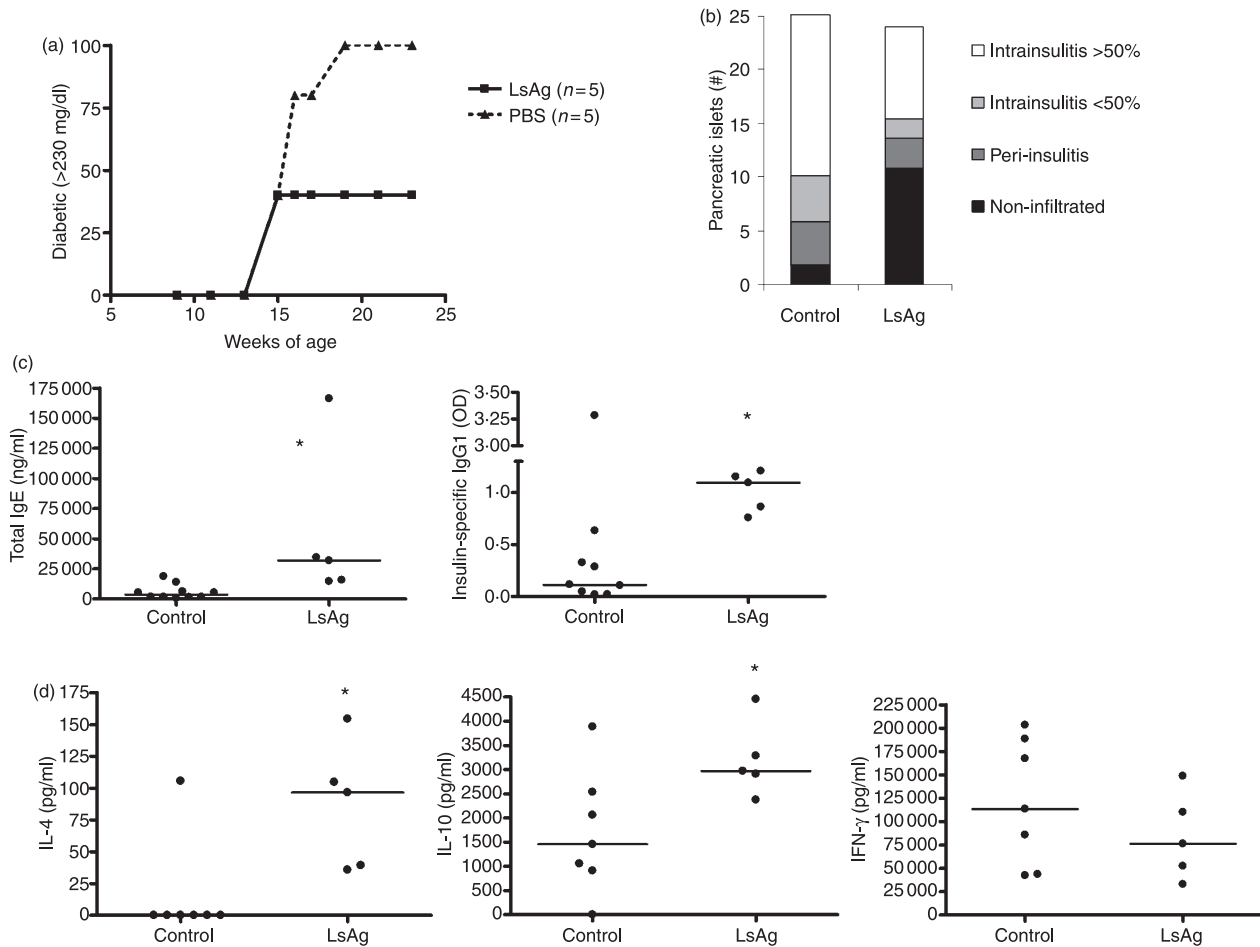 (a)
100
75
50
25
0
5 10 15 20 25
Diabetic (>230 mg/dl)
Weeks of age
LsAg (n=5)
PBS (n=5)
(b)
25
20
15
10
5
0
Pancreatic islets (#)
Control LsAg
Intrainsulitis >50%
Intrainsulitis <50%
Peri-insulitis
Non-infiltrated
(c)
175 000
150 000
125 000
100 000
75 000
50 000
25 000
0
Total IgE (ng/ml)
*
Control LsAg
3·50
3·25
3·00
1·0
0·5
0·0
Insulin-specific IgG1 (OD)
*
Control LsAg
(d)
175
150
125
100
75
50
25
0
IL-4 (pg/ml)
*
Control LsAg
4500
4000
3500
3000
2500
2000
1500
1000
500
0
IL-10 (pg/ml)
*
Control LsAg
225 000
200 000
175 000
150 000
125 000
100 000
75 000
50 000
25 000
0
IFN-γ (pg/ml)
Control LsAg